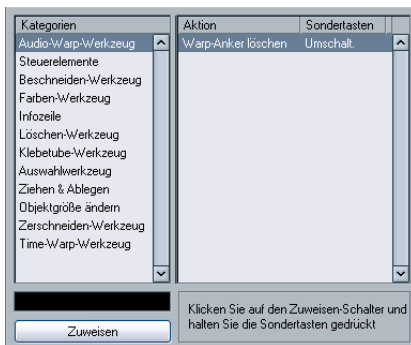 Kategorien
Audio-Warp-Werkzeug
Steuerelemente
Beschneiden-Werkzeug
Farben-Werkzeug
Infozeile
Löschen-Werkzeug
Klebetube-Werkzeug
Auswahlwerkzeug
Ziehen & Ablegen
Objektgröße ändern
Zerschneiden-Werkzeug
Time-Warp-Werkzeug
Aktion Sondertasten
Warp-Anker löschen Umschalt.
Zuweisen
Klicken Sie auf den Zuweisen-Schalter und
halten Sie die Sondertasten gedrückt